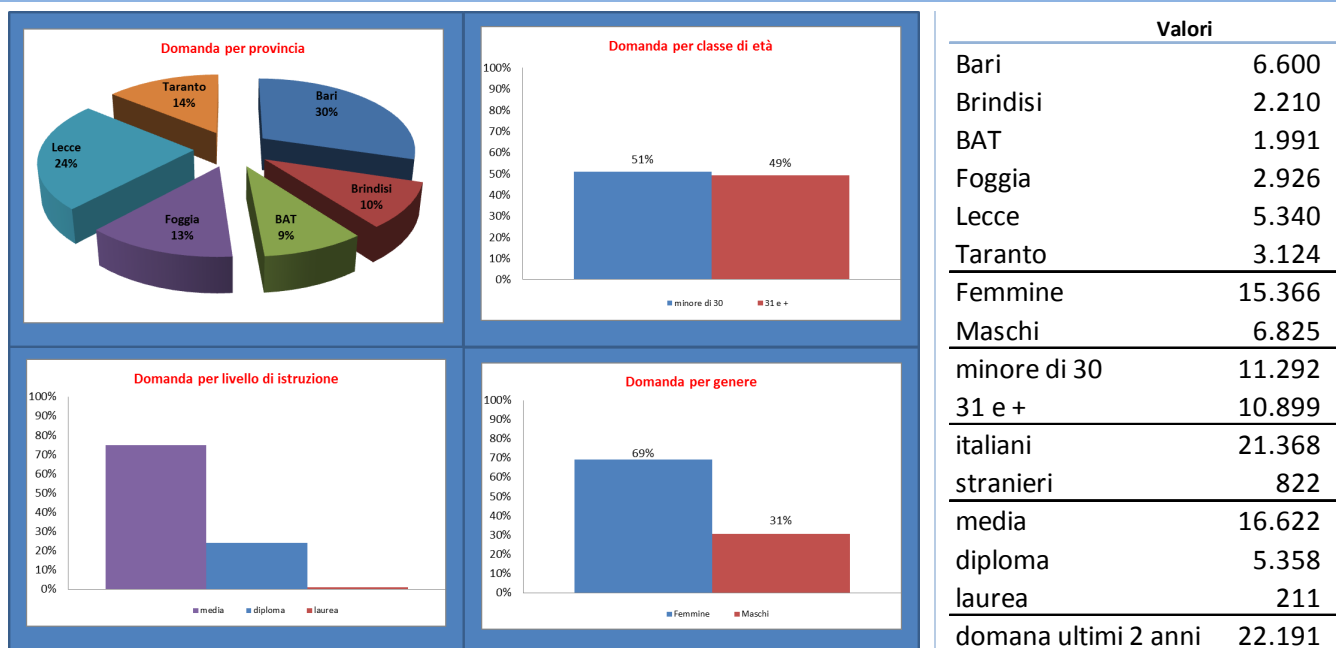 Domanda per provincia
Taranto
14%
Bari
30%
Lecce
24%
Brindisi
10%
Foggia
13%
BAT
9%
Domanda per classe di età
100%
90%
80%
70%
60%
50%
40%
30%
20%
10%
0%
51%
49%
minore di 30 31 e +
Domanda per livello di istruzione
100%
90%
80%
70%
60%
50%
40%
30%
20%
10%
0%
media diploma laurea
Domanda per genere
100%
90%
80%
70%
60%
50%
40%
30%
20%
10%
0%
69%
31%
Femmine Maschi
Valori
Bari 6.600
Brindisi 2.210
BAT 1.991
Foggia 2.926
Lecce 5.340
Taranto 3.124
Femmine 15.366
Maschi 6.825
minore di 30 11.292
31 e + 10.899
italiani 21.368
stranieri 822
media 16.622
diploma 5.358
laurea 211
domana ultimi 2 anni 22.191